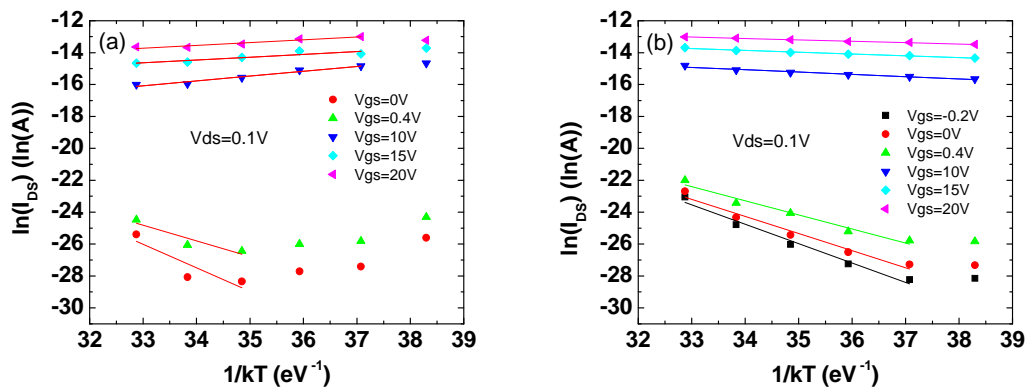 (a)
ln(I_DS) (ln(A))
-12
-14
-16
-18
-20
-22
-24
-26
-28
-30
Vgs=0V
Vgs=0.4V
Vgs=10V
Vgs=15V
Vgs=20V
Vds=0.1V
32 33 34 35 36 37 38 39
1/kT (eV⁻¹)
(b)
ln(I_DS) (ln(A))
-12
-14
-16
-18
-20
-22
-24
-26
-28
-30
Vgs=-0.2V
Vgs=0V
Vgs=0.4V
Vgs=10V
Vgs=15V
Vgs=20V
Vds=0.1V
32 33 34 35 36 37 38 39
1/kT (eV⁻¹)